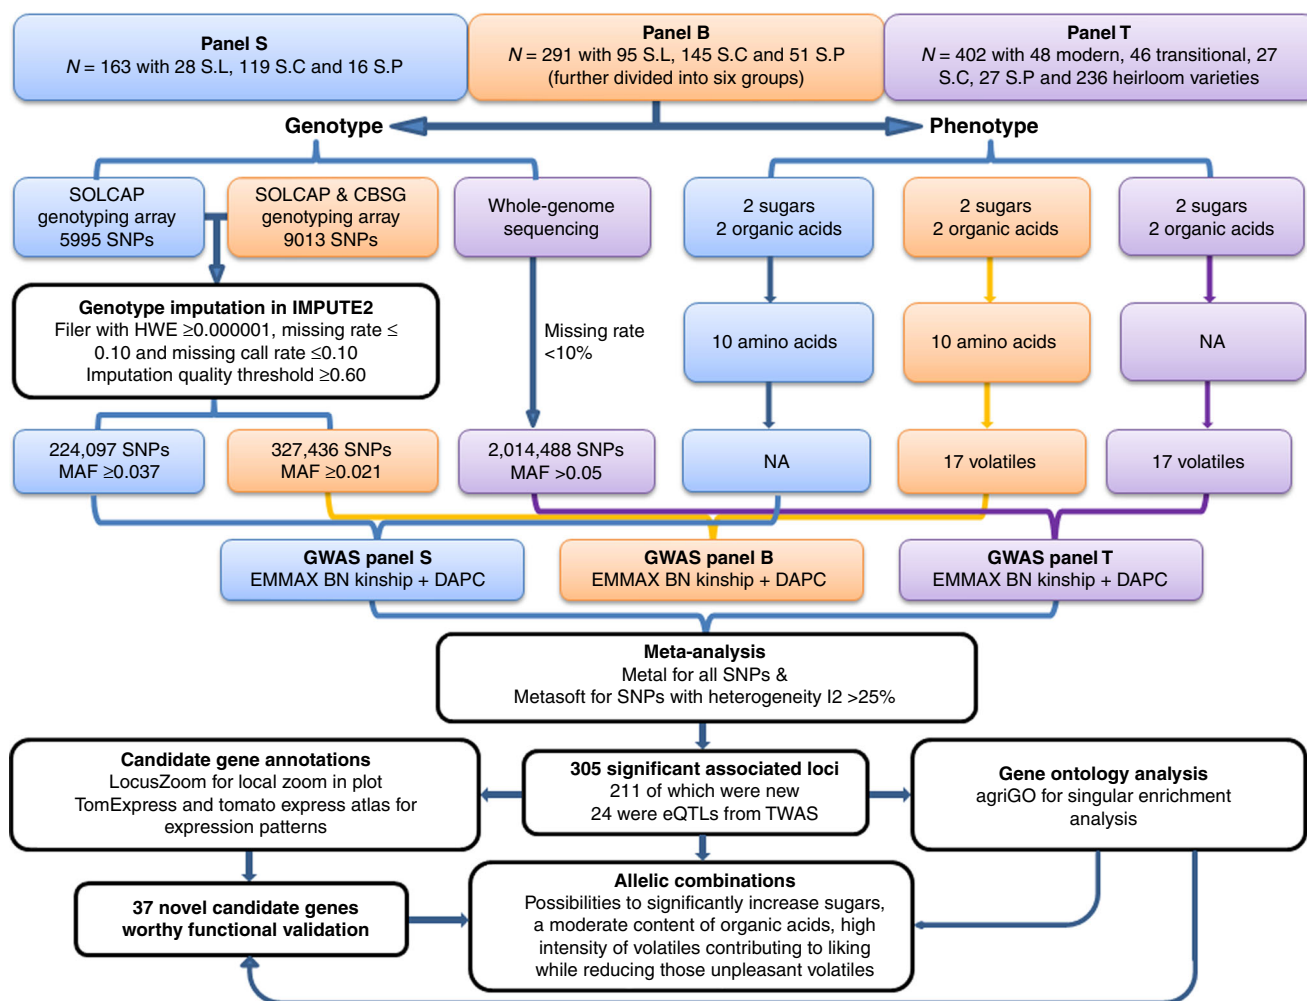 Panel S
N = 163 with 28 S.L, 119 S.C and 16 S.P
Panel B
N = 291 with 95 S.L, 145 S.C and 51 S.P
(further divided into six groups)
Panel T
N = 402 with 48 modern, 46 transitional, 27
S.C, 27 S.P and 236 heirloom varieties
Genotype
Phenotype
SOLCAP
genotyping array
5995 SNPs
SOLCAP & CBSG
genotyping array
9013 SNPs
Whole-genome
sequencing
2 sugars
2 organic acids
2 sugars
2 organic acids
2 sugars
2 organic acids
Genotype imputation in IMPUTE2
Filer with HWE ≥0.000001, missing rate ≤
0.10 and missing call rate ≤0.10
Imputation quality threshold ≥0.60
Missing rate
<10%
10 amino acids
10 amino acids
NA
224,097 SNPs
MAF ≥0.037
327,436 SNPs
MAF ≥0.021
2,014,488 SNPs
MAF >0.05
NA
17 volatiles
17 volatiles
GWAS panel S
EMMAX BN kinship + DAPC
GWAS panel B
EMMAX BN kinship + DAPC
GWAS panel T
EMMAX BN kinship + DAPC
Meta-analysis
Metal for all SNPs &
Metasoft for SNPs with heterogeneity I2 >25%
Candidate gene annotations
LocusZoom for local zoom in plot
TomExpress and tomato express atlas for
expression patterns
305 significant associated loci
211 of which were new
24 were eQTLs from TWAS
Gene ontology analysis
agriGO for singular enrichment
analysis
37 novel candidate genes
worthy functional validation
Allelic combinations
Possibilities to significantly increase sugars,
a moderate content of organic acids, high
intensity of volatiles contributing to liking
while reducing those unpleasant volatiles